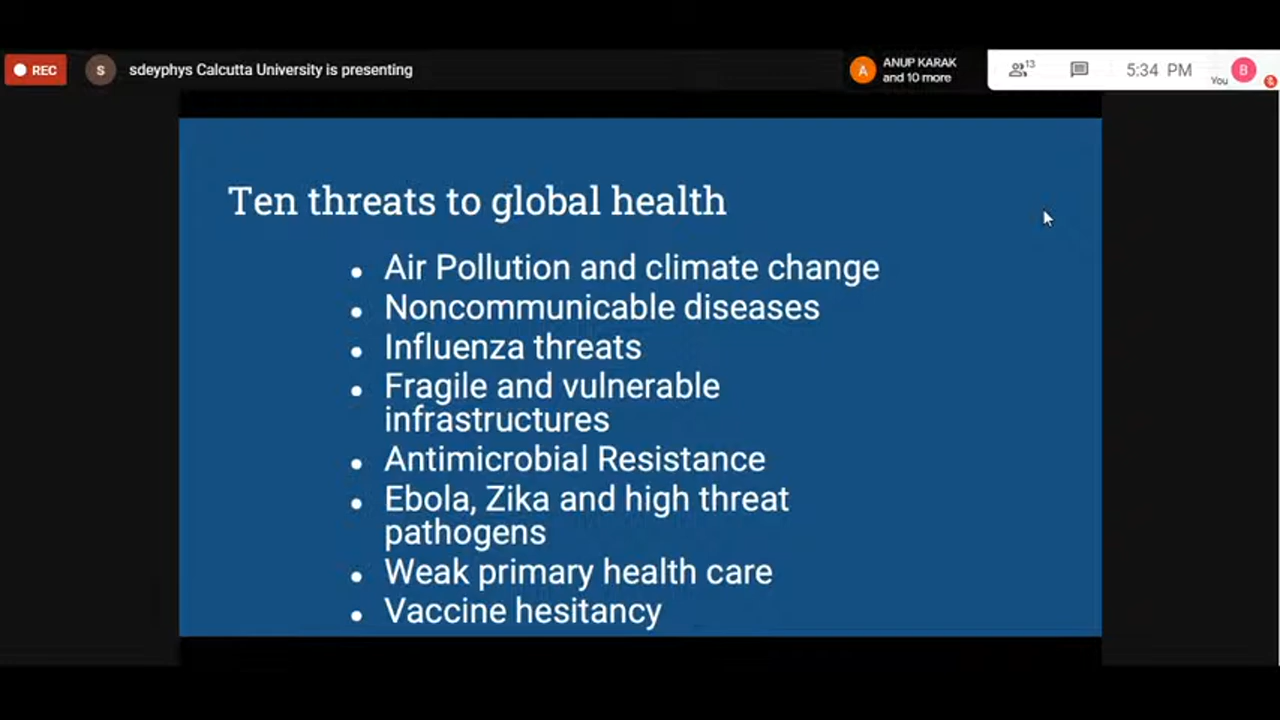 REC
S
sdeyphys Calcutta University is presenting
A
ANUP KARAK
and 10 more
13
5:34 PM
You
B
Ten threats to global health
● Air Pollution and climate change
● Noncommunicable diseases
● Influenza threats
● Fragile and vulnerable
infrastructures
● Antimicrobial Resistance
● Ebola, Zika and high threat
pathogens
● Weak primary health care
● Vaccine hesitancy